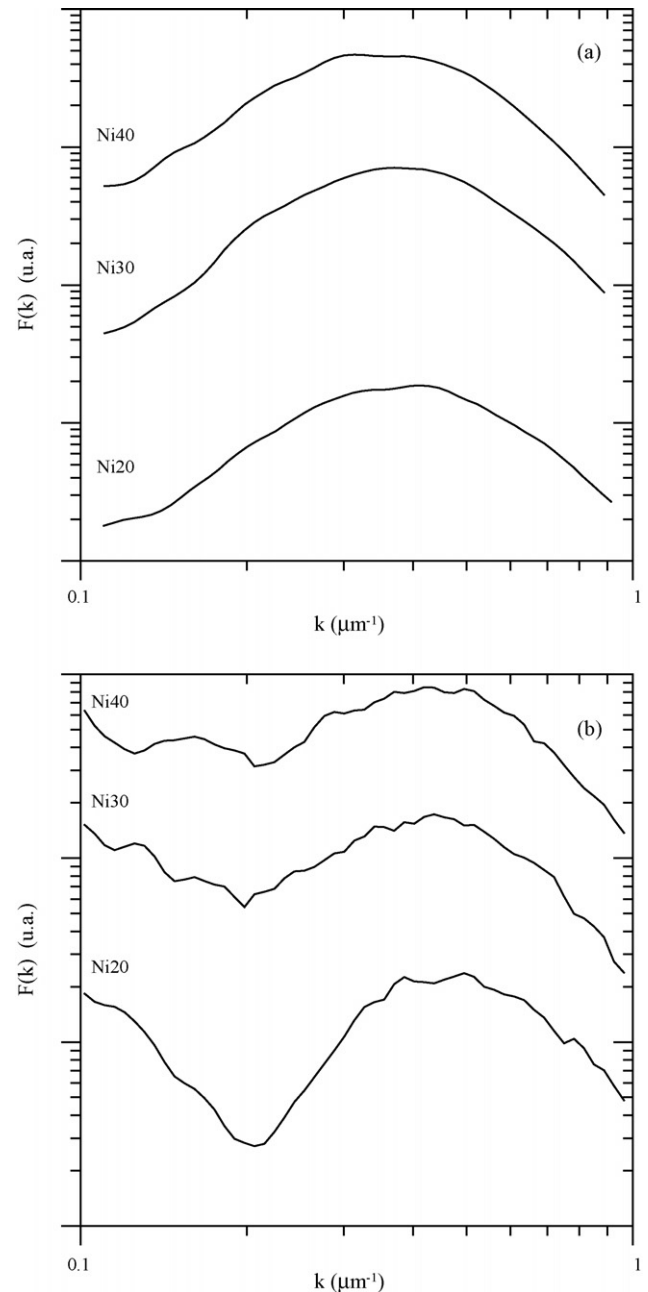 (a)
Ni40
Ni30
Ni20
F(k) (u.a.)
0.1
1
k (μm⁻¹)
(b)
Ni40
Ni30
Ni20
F(k) (u.a.)
0.1
1
k (μm⁻¹)